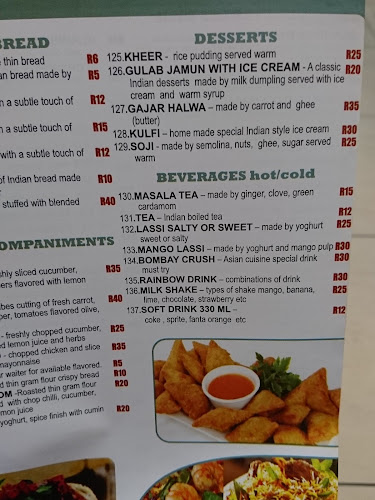 BREAD
thin bread R6
an bread made by R5
n a subtle touch of R12
n a subtle touch of R15
with a subtle touch R12
of Indian bread made R10
stuffed with blended R40
COMPANIMENTS
shly sliced cucumber, R35
ers flavored with lemon
bes cutting of fresh carrot, R40
per, tomatoes flavored olive,
- freshly chopped cucumber, R25
ed lemon juice and herbs
o - chopped chicken and slice R35
mayonnaise
ur waiter for available flavored. R5
d thin gram flour crispy bread R10
OM -Roasted thin gram flour R20
d with chop chilli, cucumber,
emon juice
yoghurt, spice finish with cumin R20
DESSERTS
125.KHEER - rice pudding served warm R25
126.GULAB JAMUN WITH ICE CREAM - A classic R20
Indian desserts made by milk dumpling served with ice
cream and warm syrup
127.GAJAR HALWA – made by carrot and ghee R35
(butter)
128.KULFI – home made special Indian style ice cream R30
129.SOJI - made by semolina, nuts, ghee, sugar served R25
warm
BEVERAGES hot/cold
130.MASALA TEA – made by ginger, clove, green R15
cardamom
131.TEA – Indian boiled tea R12
132.LASSI SALTY OR SWEET – made by yoghurt R25
sweet or salty
133.MANGO LASSI – made by yoghurt and mango pulp R30
134.BOMBAY CRUSH – Asian cuisine special drink R30
must try
135.RAINBOW DRINK – combinations of drink R30
136.MILK SHAKE – types of shake mango, banana, R25
lime, chocolate, strawberry etc
137.SOFT DRINK 330 ML – R12
coke , sprite, fanta orange etc